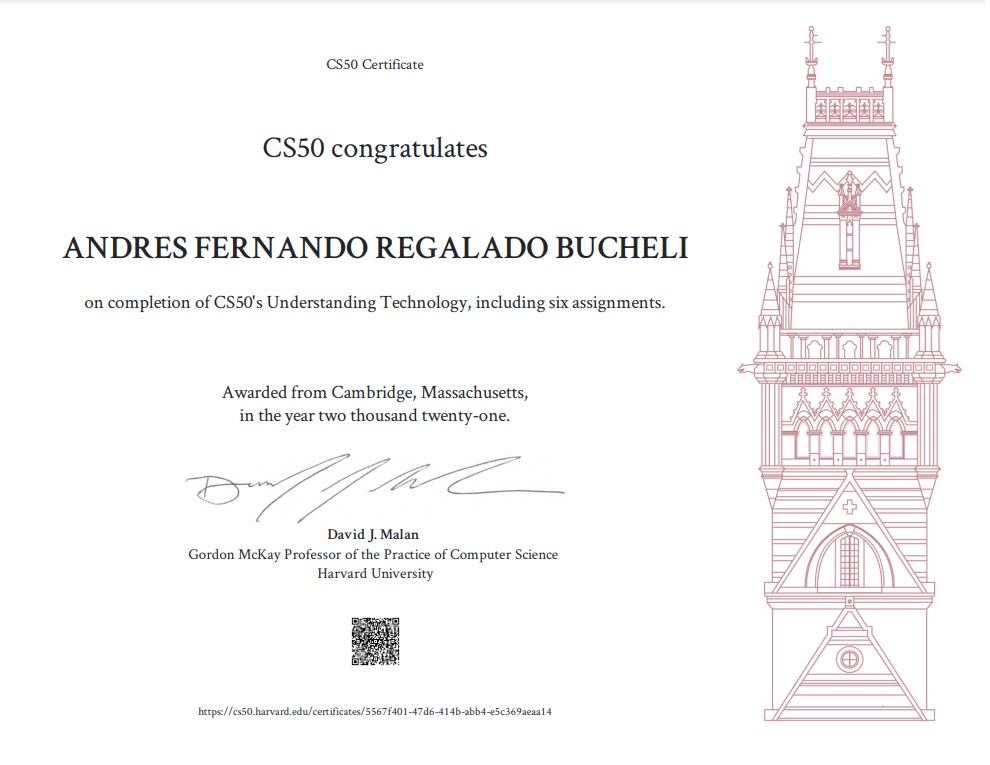 CS50 Certificate
CS50 congratulates
ANDRES FERNANDO REGALADO BUCHELI
on completion of CS50's Understanding Technology, including six assignments.
Awarded from Cambridge, Massachusetts,
in the year two thousand twenty-one.
David J. Malan
Gordon McKay Professor of the Practice of Computer Science
Harvard University
https://cs50.harvard.edu/certificates/5567f401-47d6-414b-abb4-e5c369aeaa14